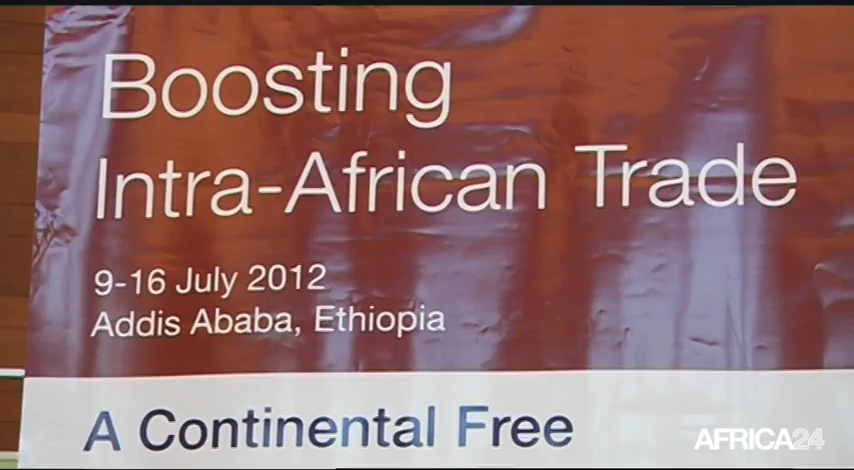 Boosting
Intra-African Trade
9-16 July 2012
Addis Ababa, Ethiopia
A Continental Free
AFRICA24